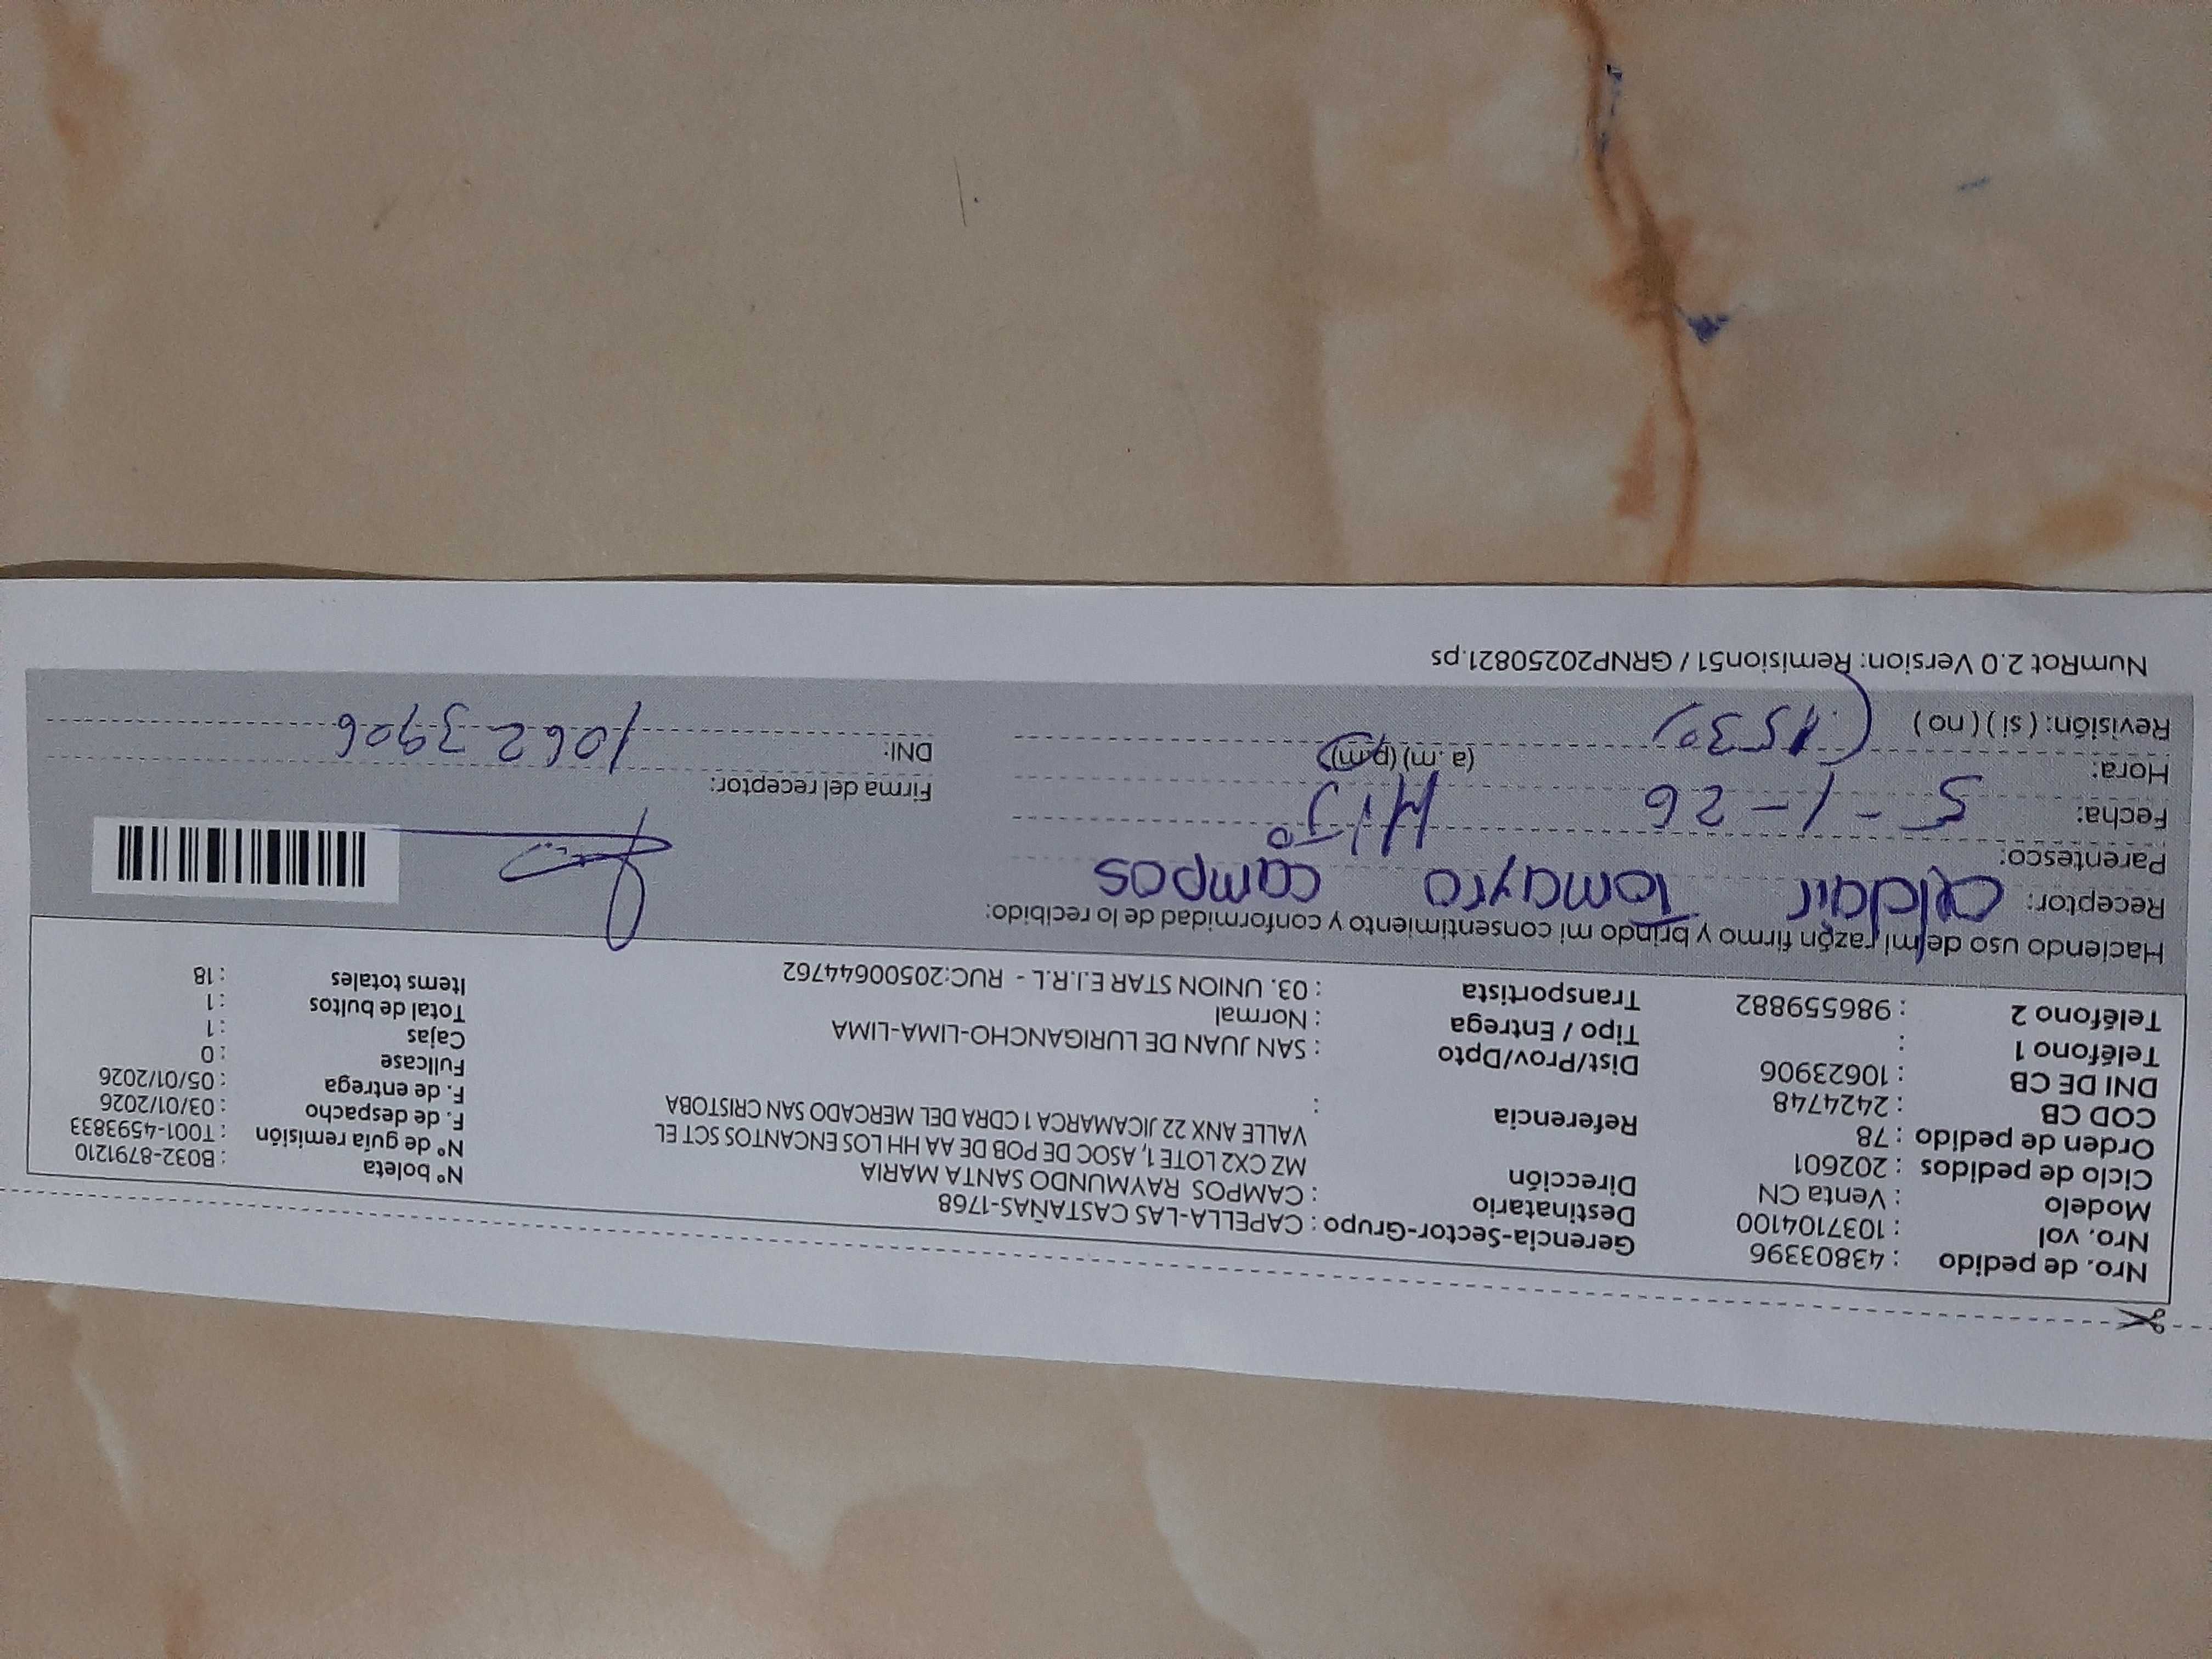 Nro. de pedido : 43803396 Gerencia-Sector-Grupo : CAPELLA-LAS CASTAÑAS-1768 Nº boleta : B032-8791210
Nro. vol : 1037104100 Destinatario : CAMPOS RAYMUNDO SANTA MARIA Nº de guía remisión : T001-4593833
Modelo : Venta CN Dirección MZ CX2 LOTE 1, ASOC DE POB DE AA HH LOS ENCANTOS SCT EL F. de despacho : 03/01/2026
Ciclo de pedidos : 202601 VALLE ANX 22 JICAMARCA 1 CDRA DEL MERCADO SAN CRISTOBA F. de entrega : 05/01/2026
Orden de pedido : 78 Referencia : Fullcase : 0
COD CB : 2424748 Dist/Prov/Dpto : SAN JUAN DE LURIGANCHO-LIMA-LIMA Cajas : 1
DNI DE CB : 10623906 Tipo / Entrega : Normal Total de bultos : 1
Teléfono 1 : Transportista : 03. UNION STAR E.I.R.L - RUC:20500644762 Items totales : 18
Teléfono 2 : 986559882
Haciendo uso de mi razón firmo y brindo mi consentimiento y conformidad de lo recibido:
Receptor: aldair Tomayro campos
Parentesco: Hijo
Fecha: 5-1-26 Firma del receptor:
Hora: 1530 (a.m) (p.m) DNI: 10623906
Revisión: ( si ) ( no )
NumRot 2.0 Version: Remision51 / GRNP20250821.ps